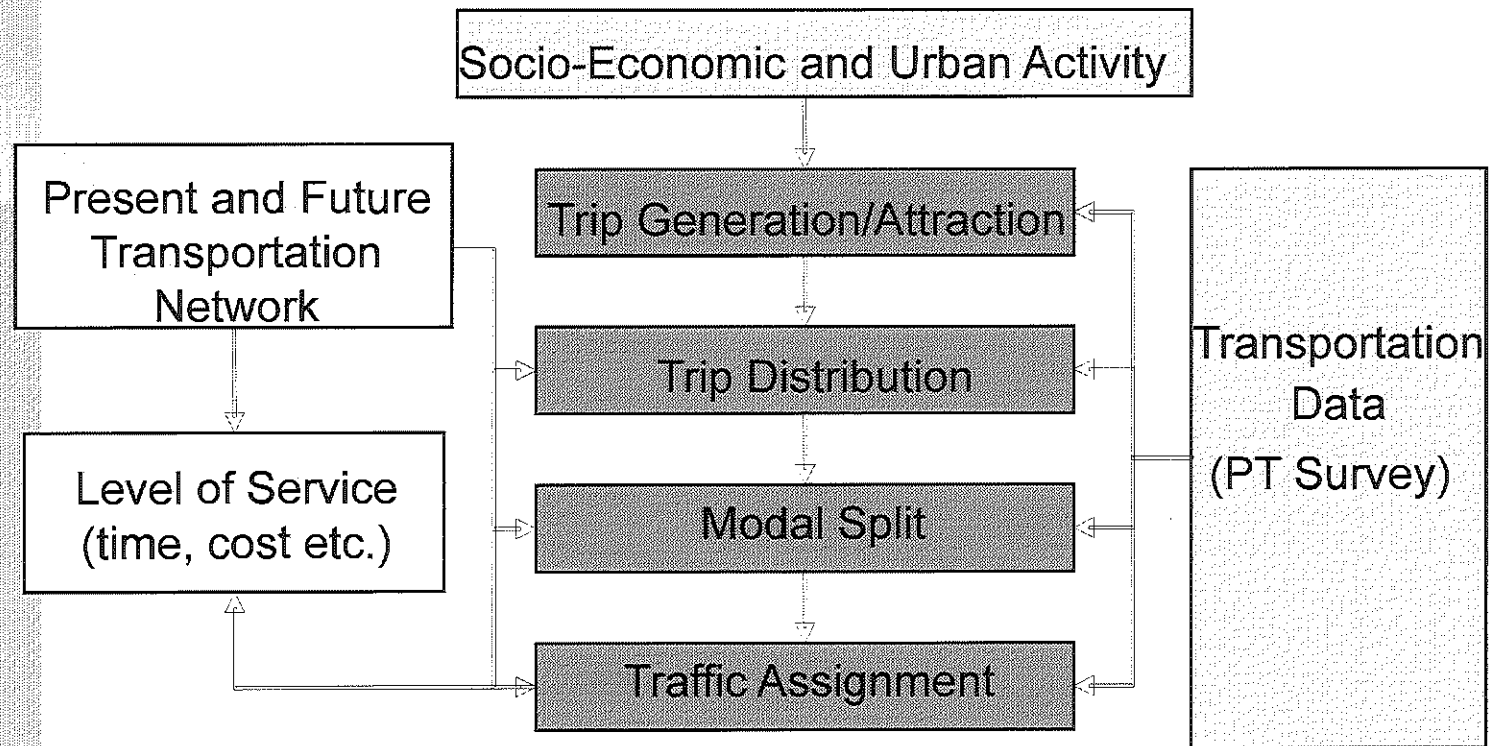 Socio-Economic and Urban Activity
Present and Future
Transportation
Network
Trip Generation/Attraction
Trip Distribution
Level of Service
(time, cost etc.)
Modal Split
Traffic Assignment
Transportation
Data
(PT Survey)